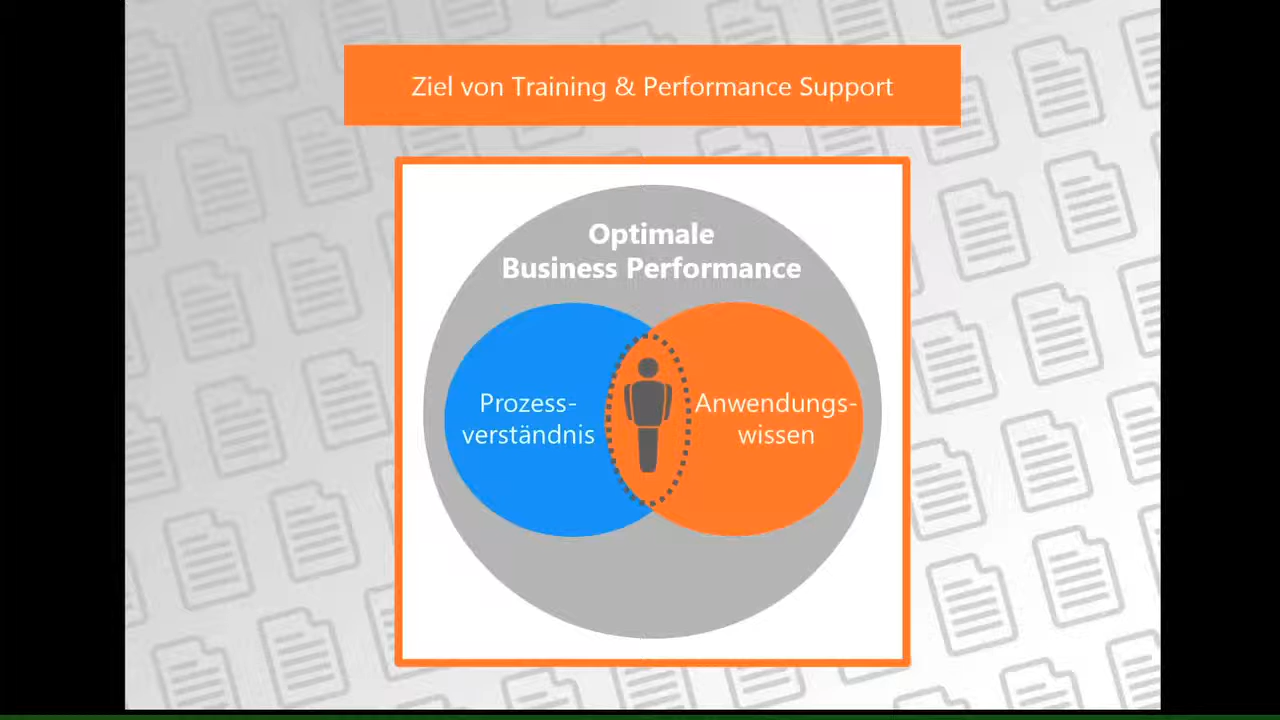 Ziel von Training & Performance Support
Optimale
Business Performance
Prozess-
verständnis
Anwendungs-
wissen